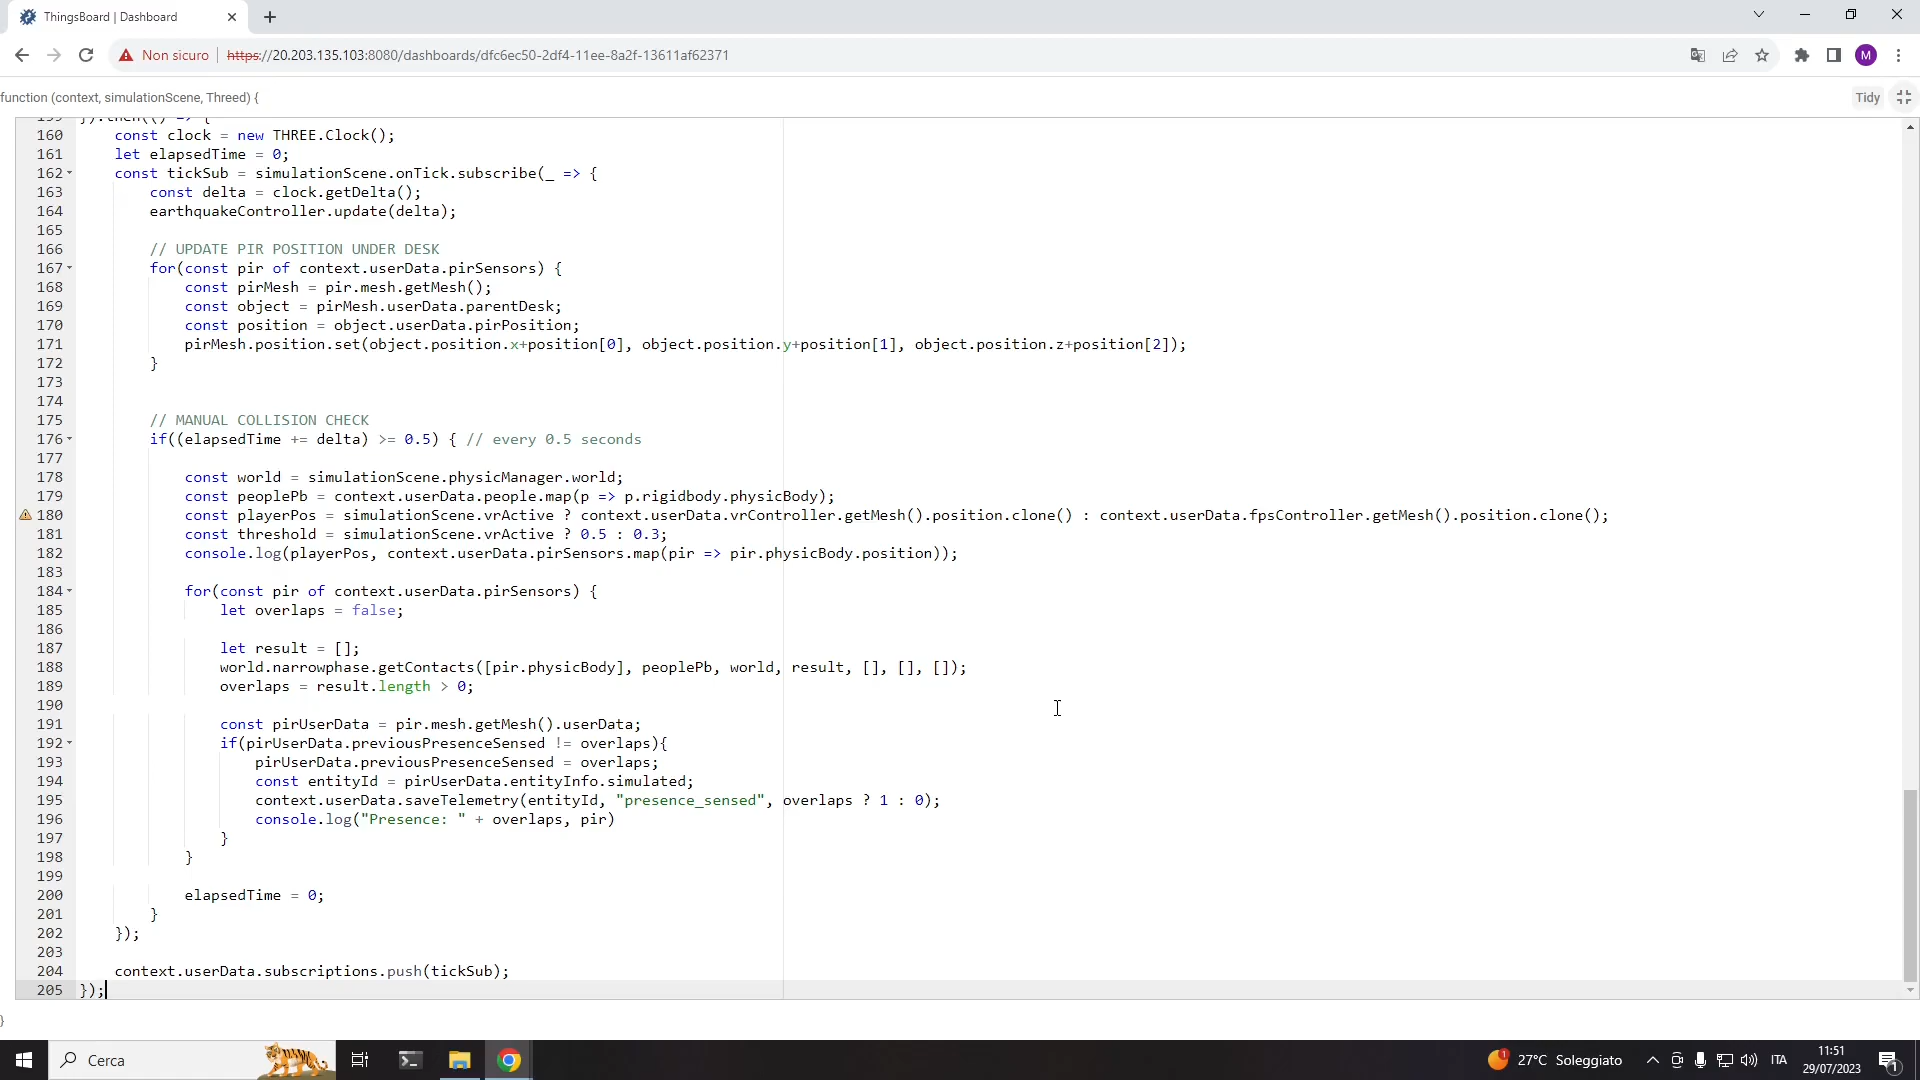 ThingsBoard | Dashboard
Non sicuro https://20.203.135.103:8080/dashboards/dfc6ec50-2df4-11ee-8a2f-13611af62371 M
function (context, simulationScene, Threed) { Tidy
159 }).then(() => {
160 const clock = new THREE.Clock();
161 let elapsedTime = 0;
162 const tickSub = simulationScene.onTick.subscribe(_ => {
163 const delta = clock.getDelta();
164 earthquakeController.update(delta);
165
166 // UPDATE PIR POSITION UNDER DESK
167 for(const pir of context.userData.pirSensors) {
168 const pirMesh = pir.mesh.getMesh();
169 const object = pirMesh.userData.parentDesk;
170 const position = object.userData.pirPosition;
171 pirMesh.position.set(object.position.x+position[0], object.position.y+position[1], object.position.z+position[2]);
172 }
173
174
175 // MANUAL COLLISION CHECK
176 if((elapsedTime += delta) >= 0.5) { // every 0.5 seconds
177
178 const world = simulationScene.physicManager.world;
179 const peoplePb = context.userData.people.map(p => p.rigidbody.physicBody);
180 const playerPos = simulationScene.vrActive ? context.userData.vrController.getMesh().position.clone() : context.userData.fpsController.getMesh().position.clone();
181 const threshold = simulationScene.vrActive ? 0.5 : 0.3;
182 console.log(playerPos, context.userData.pirSensors.map(pir => pir.physicBody.position));
183
184 for(const pir of context.userData.pirSensors) {
185 let overlaps = false;
186
187 let result = [];
188 world.narrowphase.getContacts([pir.physicBody], peoplePb, world, result, [], [], []);
189 overlaps = result.length > 0;
190
191 const pirUserData = pir.mesh.getMesh().userData;
192 if(pirUserData.previousPresenceSensed != overlaps){
193 pirUserData.previousPresenceSensed = overlaps;
194 const entityId = pirUserData.entityInfo.simulated;
195 context.userData.saveTelemetry(entityId, "presence_sensed", overlaps ? 1 : 0);
196 console.log("Presence: " + overlaps, pir)
197 }
198 }
199
200 elapsedTime = 0;
201 }
202 });
203
204 context.userData.subscriptions.push(tickSub);
205 });
}
Cerca 1 27°C Soleggiato ITA 11:51
29/07/2023 1